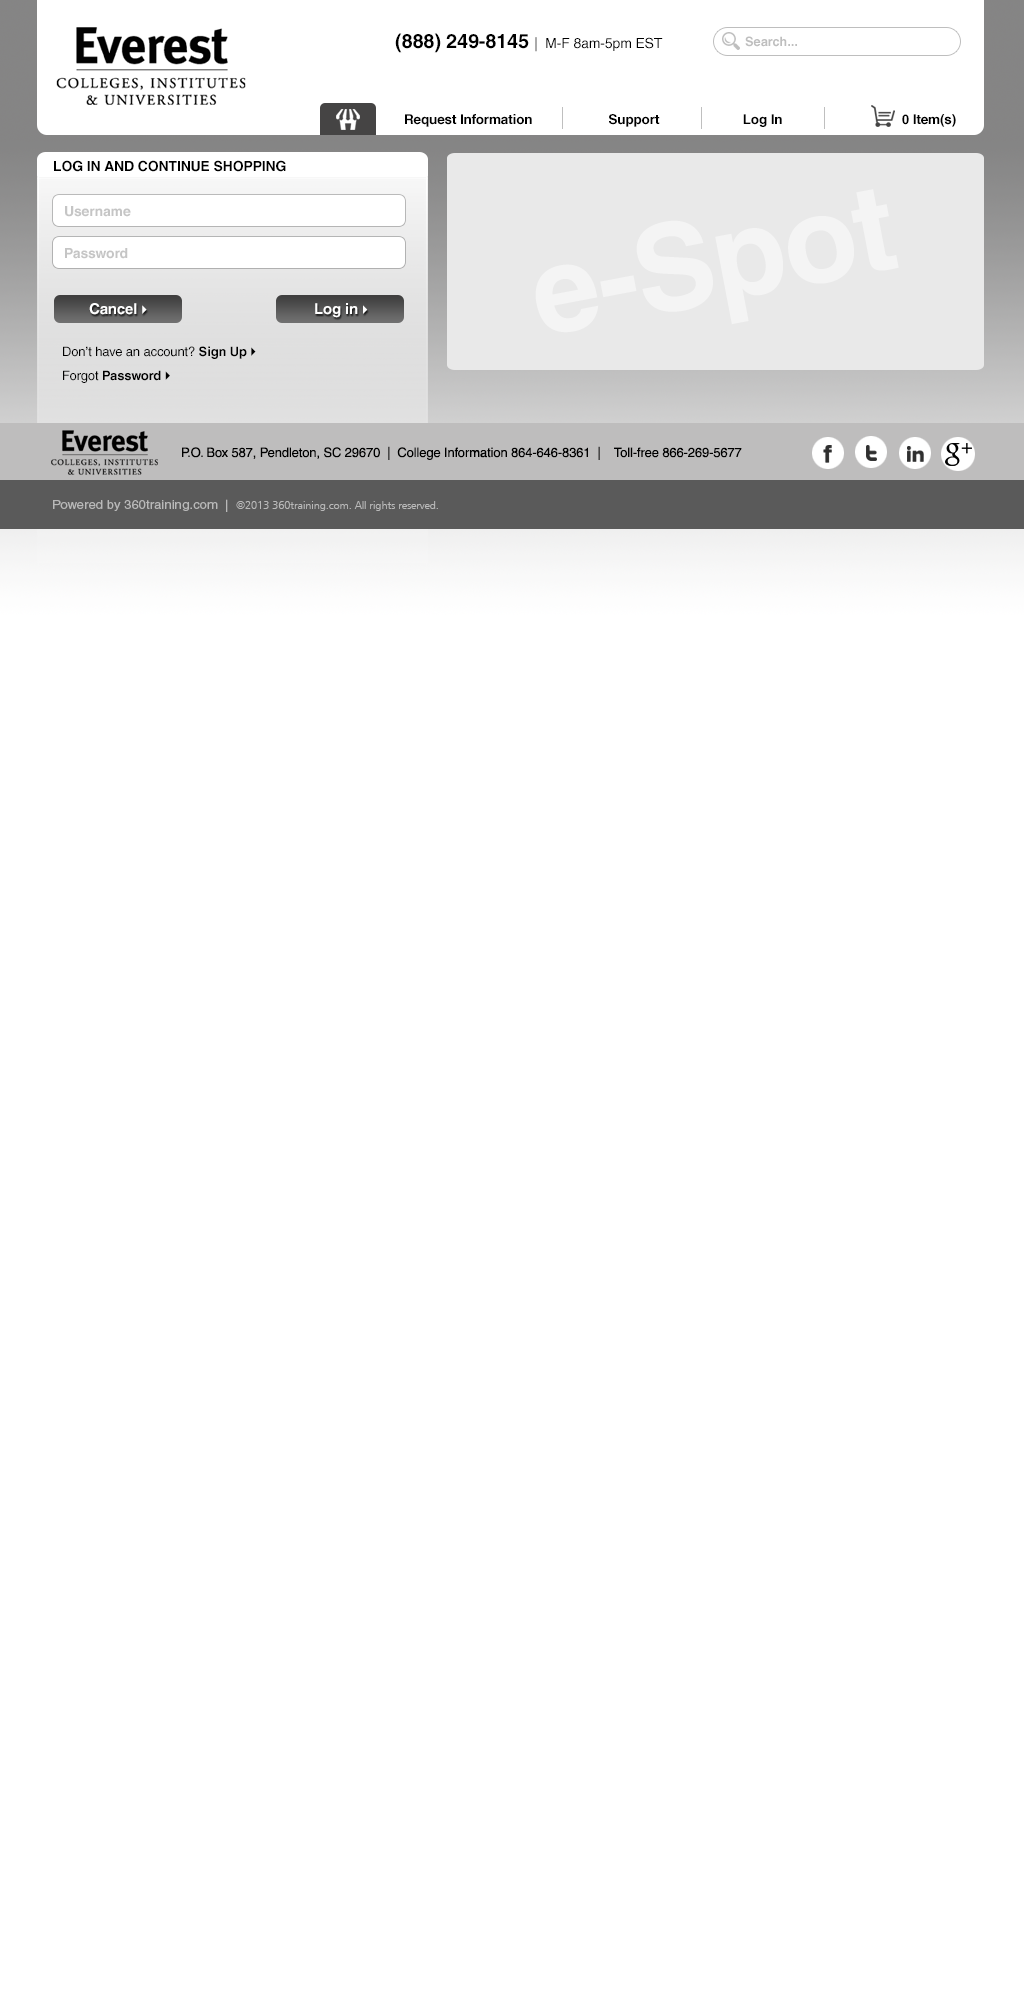 Everest
COLLEGES, INSTITUTES
& UNIVERSITIES
(888) 249-8145 | M-F 8am-5pm EST
Search...
Request Information
Support
Log In
0 Item(s)
LOG IN AND CONTINUE SHOPPING
Username
Password
Cancel
Log in
Don't have an account? Sign Up
Forgot Password
e-Spot
Everest
COLLEGES, INSTITUTES
& UNIVERSITIES
P.O. Box 587, Pendleton, SC 29670 | College Information 864-646-8361 | Toll-free 866-269-5677
f
t
in
g+
Powered by 360training.com | ©2013 360training.com. All rights reserved.